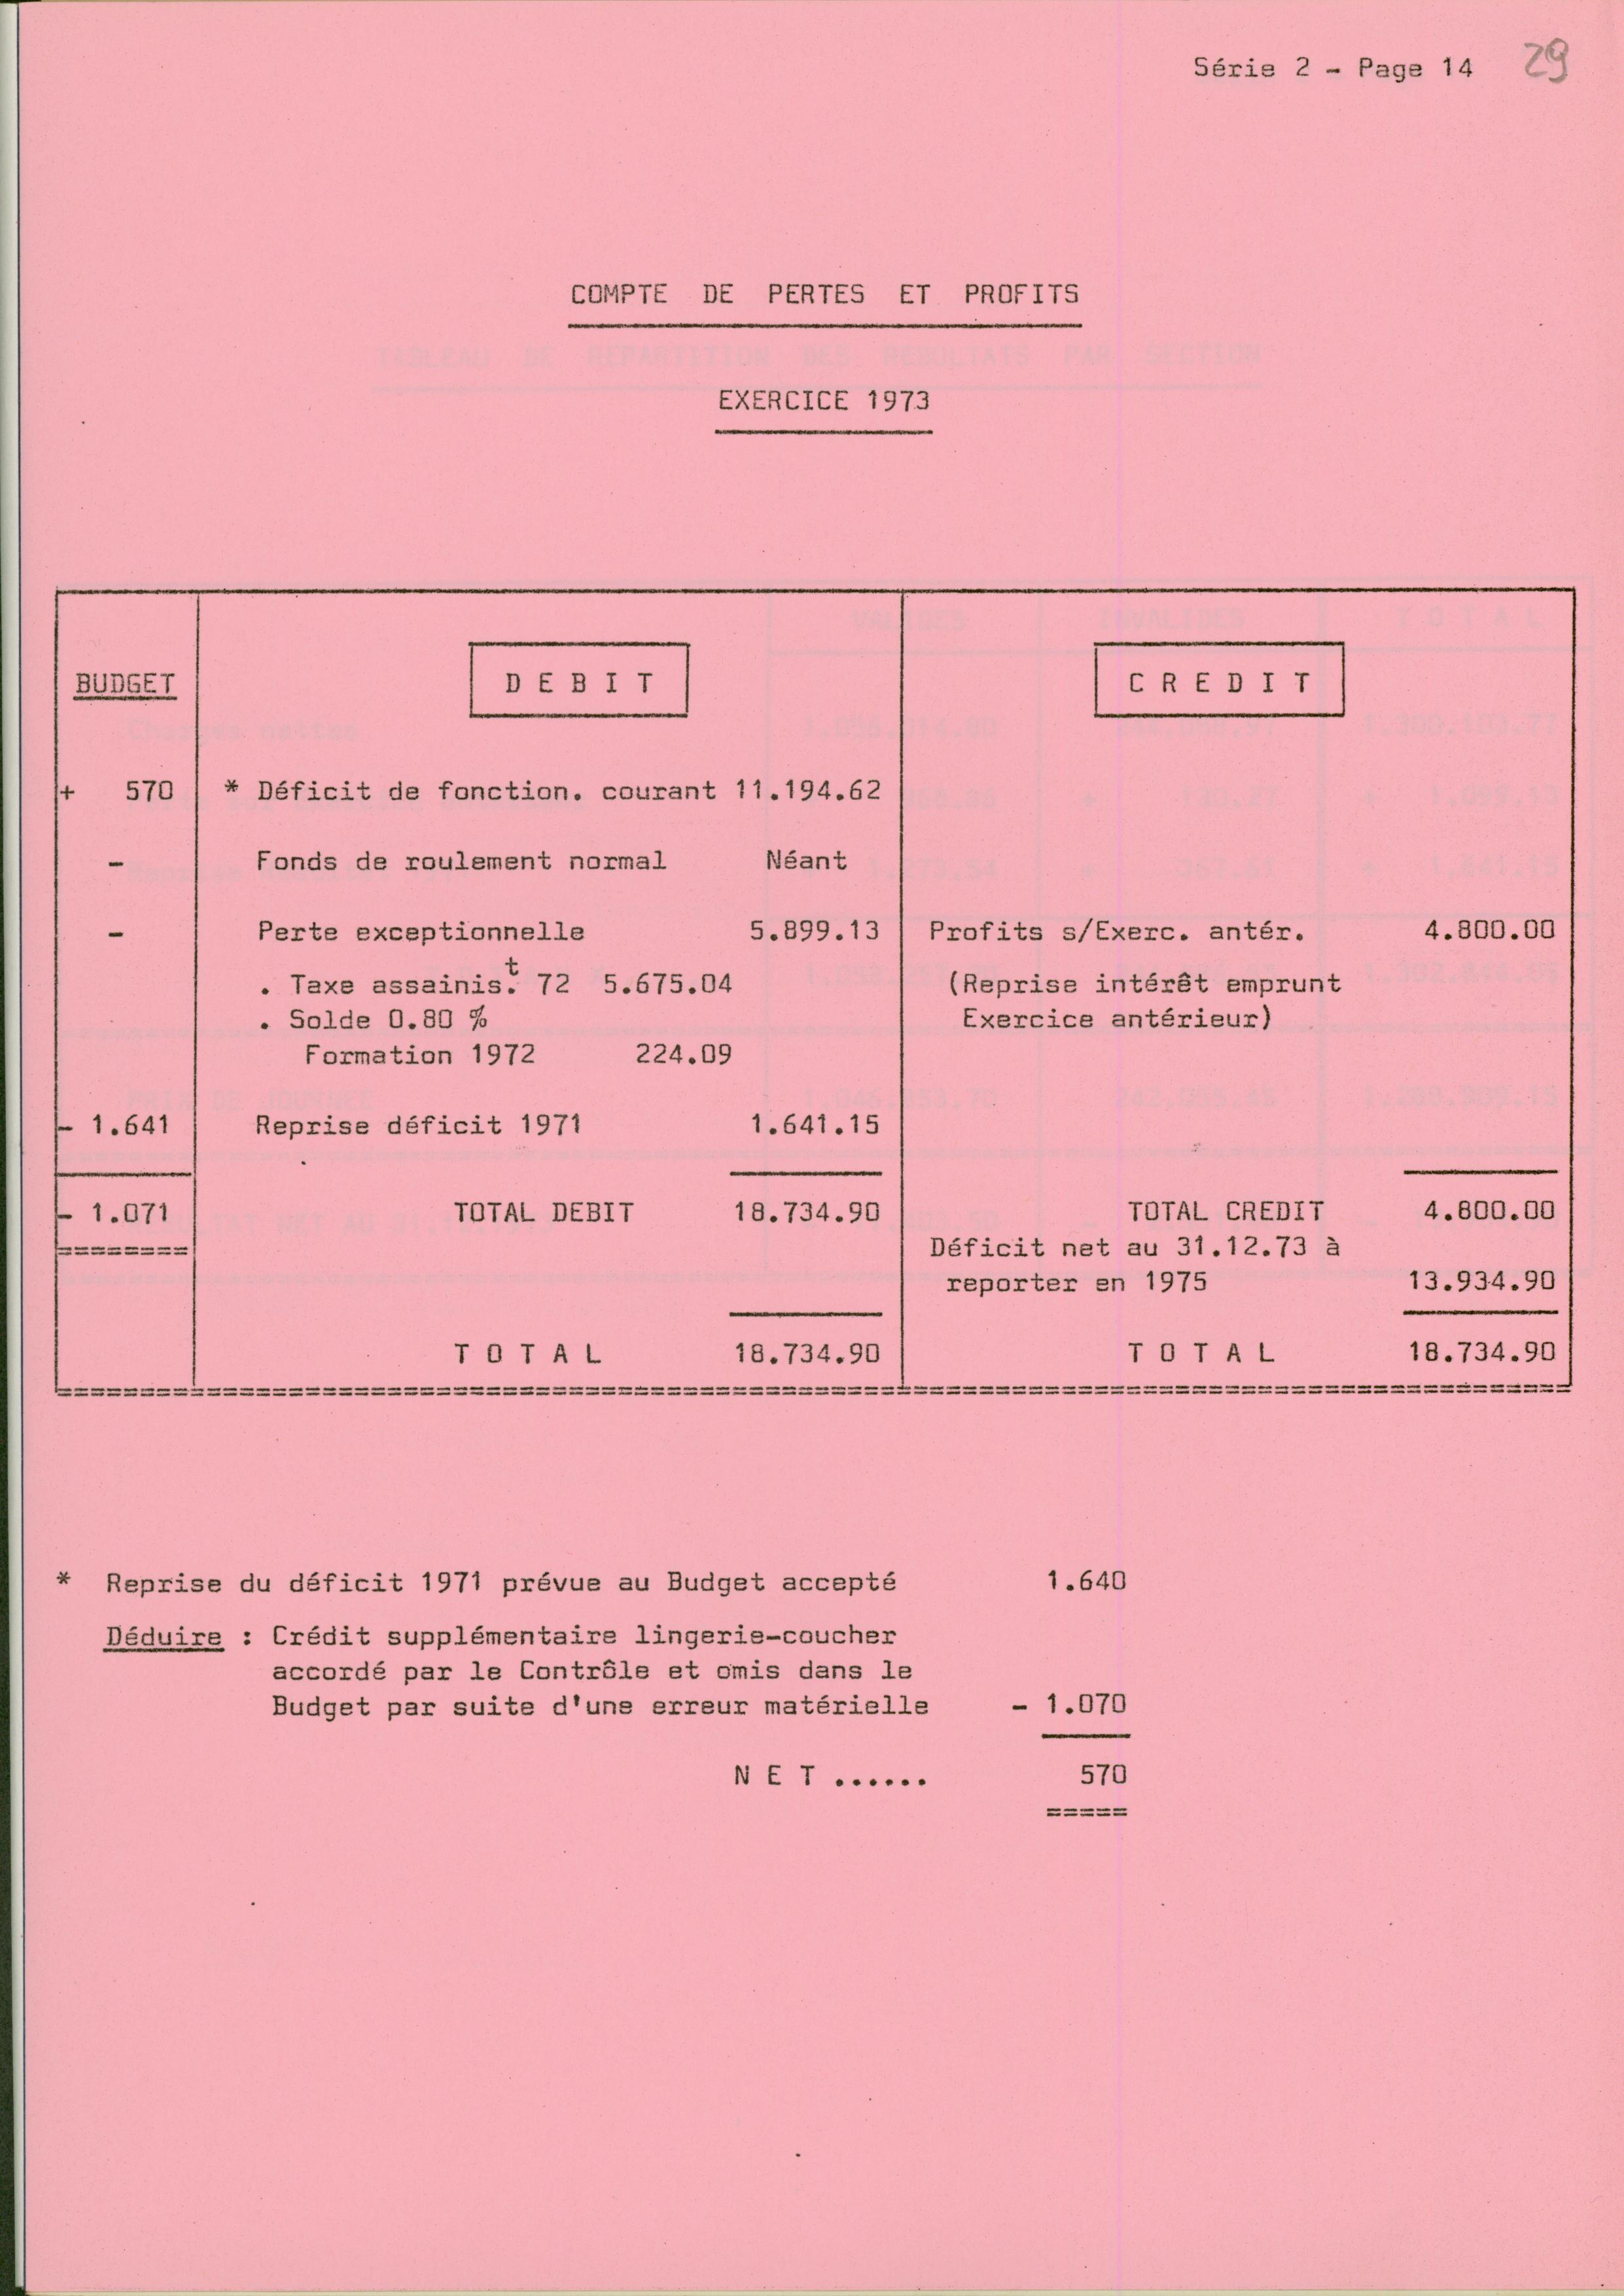 Série 2 - Page 14 29
COMPTE DE PERTES ET PROFITS
EXERCICE 1973
BUDGET D E B I T C R E D I T
+ 570 * Déficit de fonction. courant 11.194.62
- Fonds de roulement normal Néant
- Perte exceptionnelle 5.899.13 Profits s/Exerc. antér. 4.800.00
. Taxe assainis.t 72 5.675.04 (Reprise intérêt emprunt
. Solde 0.80 % Exercice antérieur)
Formation 1972 224.09
- 1.641 Reprise déficit 1971 1.641.15
- 1.071 TOTAL DEBIT 18.734.90 TOTAL CREDIT 4.800.00
======== Déficit net au 31.12.73 à
reporter en 1975 13.934.90
T O T A L 18.734.90 T O T A L 18.734.90
* Reprise du déficit 1971 prévue au Budget accepté 1.640
Déduire : Crédit supplémentaire lingerie-coucher
accordé par le Contrôle et omis dans le
Budget par suite d'une erreur matérielle - 1.070
N E T ...... 570
=====